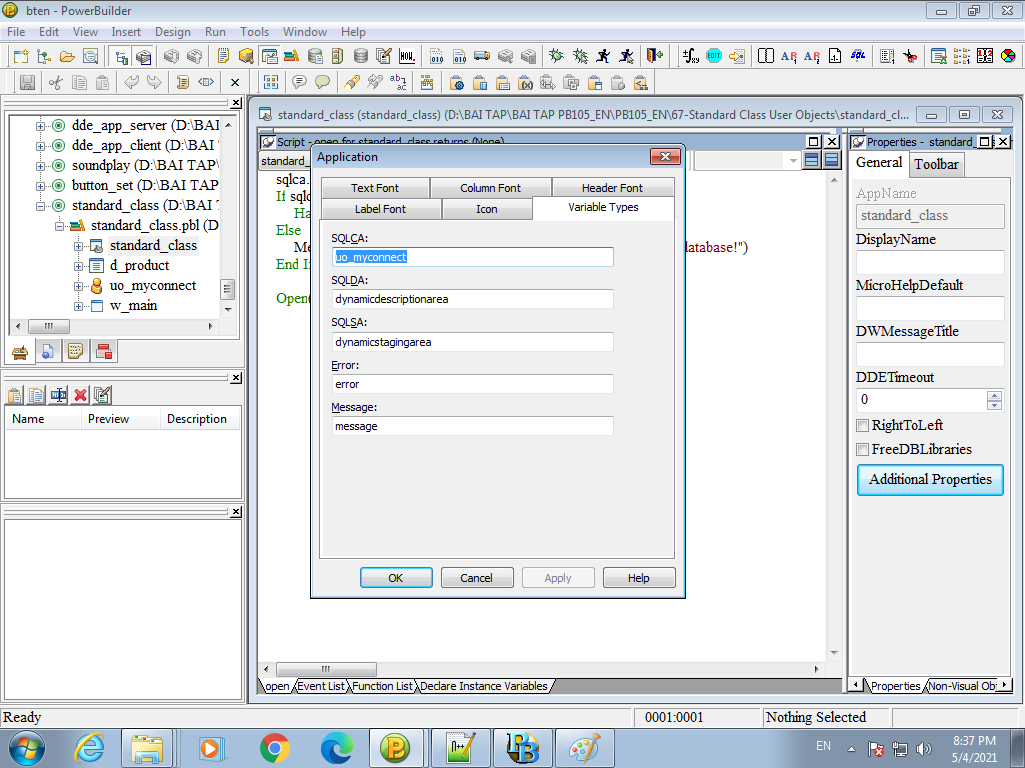 bten - PowerBuilder
File Edit View Insert Design Run Tools Window Help
dde_app_server (D:\BAI
dde_app_client (D:\BAI
soundplay (D:\BAI TAP\
button_set (D:\BAI TAP
standard_class (D:\BAI T
standard_class.pbl (D
standard_class
d_product
uo_myconnect
w_main
Name Preview Description
standard_class (standard_class) (D:\BAI TAP\BAI TAP PB105_EN\PB105_EN\67-Standard Class User Objects\standard_cl...
Script - open for standard_class returns (None)
standard_
sqlca.
If sqlc
Ha
Else
Me
database!")
End If
Open(
open Event List Function List Declare Instance Variables
Application
Text Font Column Font Header Font
Label Font Icon Variable Types
SQLCA:
uo_myconnect
SQLDA:
dynamicdescriptionarea
SQLSA:
dynamicstagingarea
Error:
error
Message:
message
OK Cancel Apply Help
Properties - standard_
General Toolbar
AppName
standard_class
DisplayName
MicroHelpDefault
DWMessageTitle
DDETimeout
0
RightToLeft
FreeDBLibraries
Additional Properties
Properties Non-Visual Ob
Ready 0001:0001 Nothing Selected
EN
8:37 PM
5/4/2021